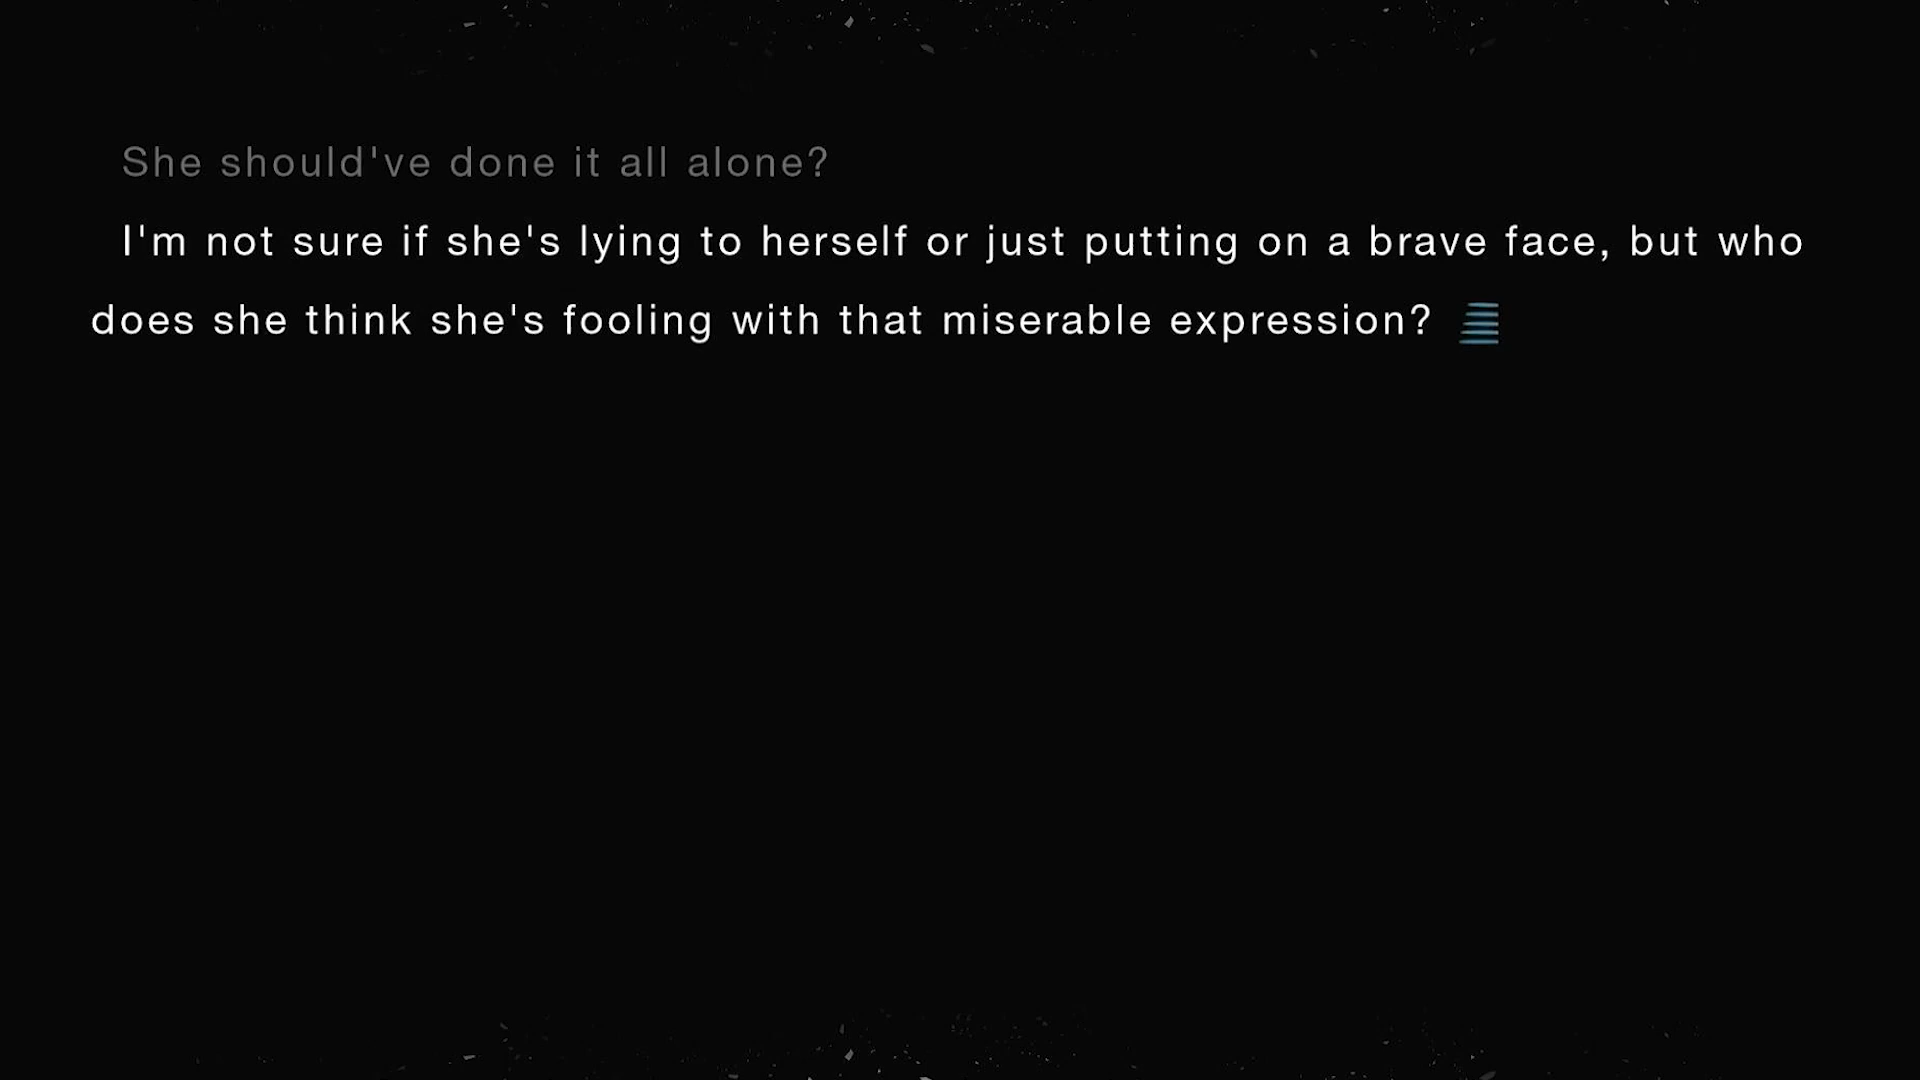 She should've done it all alone?
I'm not sure if she's lying to herself or just putting on a brave face, but who
does she think she's fooling with that miserable expression?